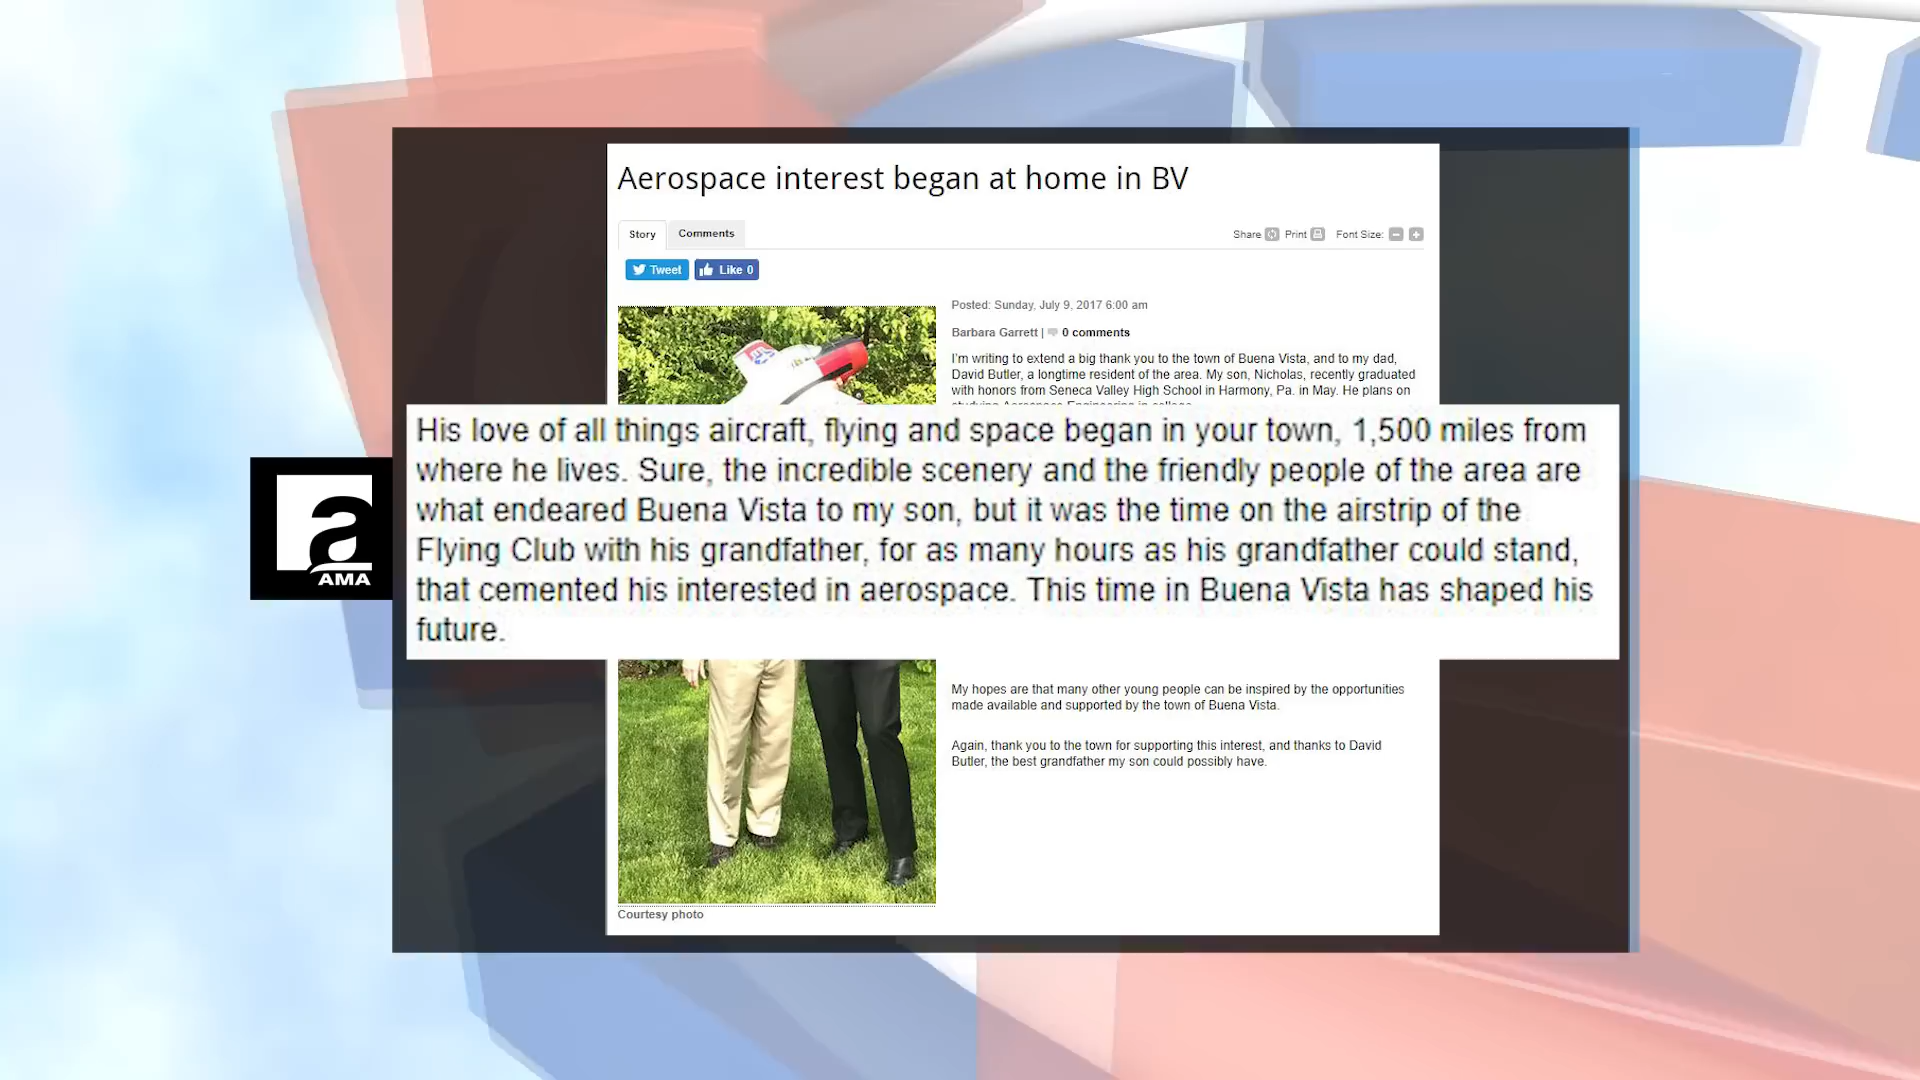 Aerospace interest began at home in BV
Story Comments
Share Print Font Size:
Tweet Like 0
Posted: Sunday, July 9, 2017 6:00 am
Barbara Garrett | 0 comments
I'm writing to extend a big thank you to the town of Buena Vista, and to my dad,
David Butler, a longtime resident of the area. My son, Nicholas, recently graduated
with honors from Seneca Valley High School in Harmony, Pa. in May. He plans on
studying Aerospace Engineering in college.
His love of all things aircraft, flying and space began in your town, 1,500 miles from
where he lives. Sure, the incredible scenery and the friendly people of the area are
what endeared Buena Vista to my son, but it was the time on the airstrip of the
Flying Club with his grandfather, for as many hours as his grandfather could stand,
that cemented his interested in aerospace. This time in Buena Vista has shaped his
future.
a
AMA
My hopes are that many other young people can be inspired by the opportunities
made available and supported by the town of Buena Vista.
Again, thank you to the town for supporting this interest, and thanks to David
Butler, the best grandfather my son could possibly have.
Courtesy photo